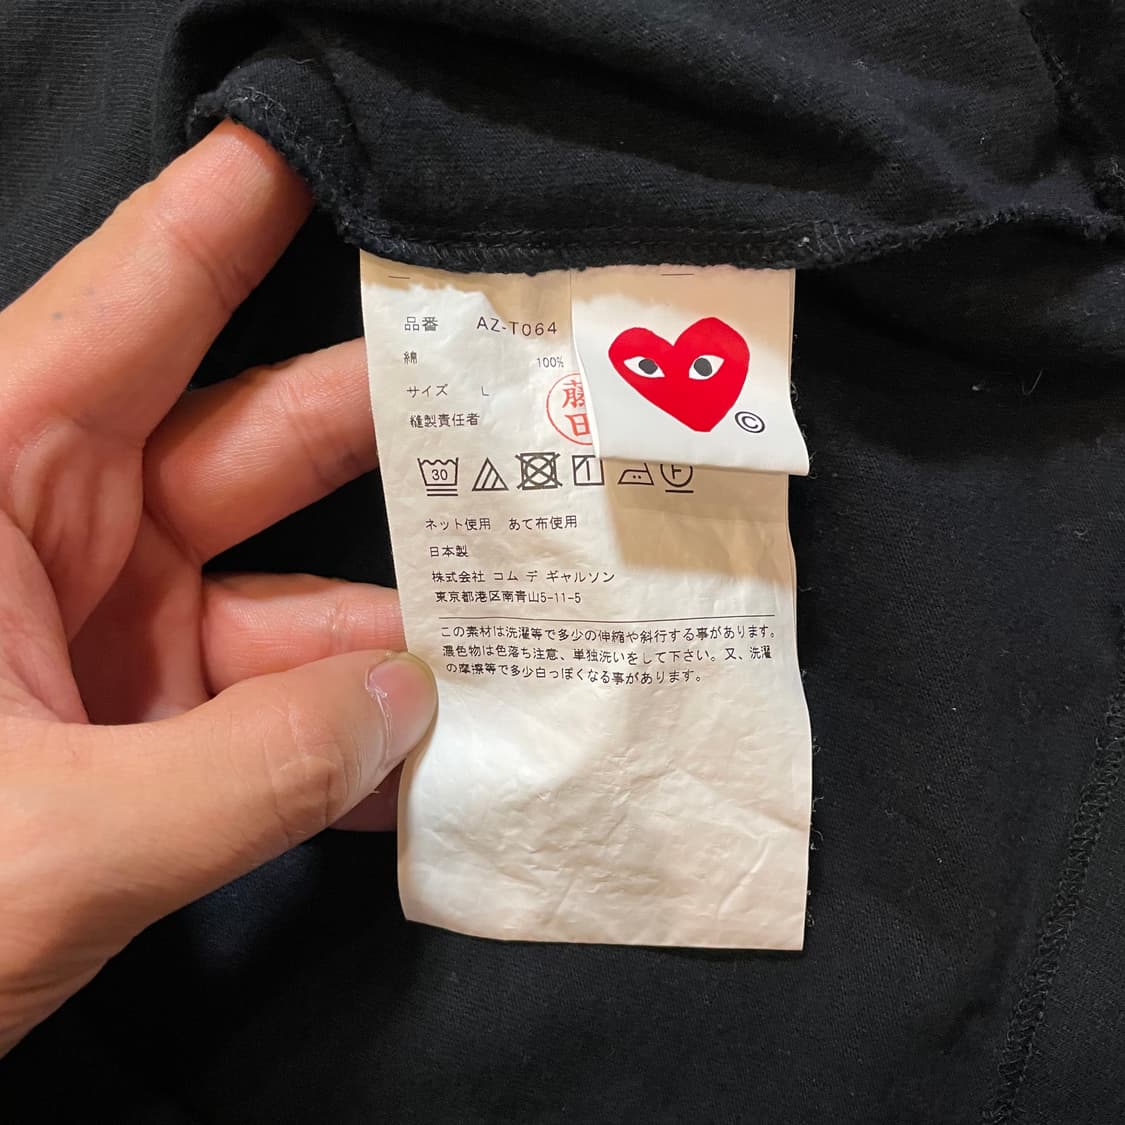 品番 AZ-T064
綿 100%
サイズ L
縫製責任者
藤
日
©
30
ネット使用 あて布使用
日本製
株式会社 コム デ ギャルソン
東京都港区南青山5-11-5
この素材は洗濯等で多少の伸縮や斜行する事があります。
濃色物は色落ち注意、単独洗いをして下さい。又、洗濯
の摩擦等で多少白っぽくなる事があります。